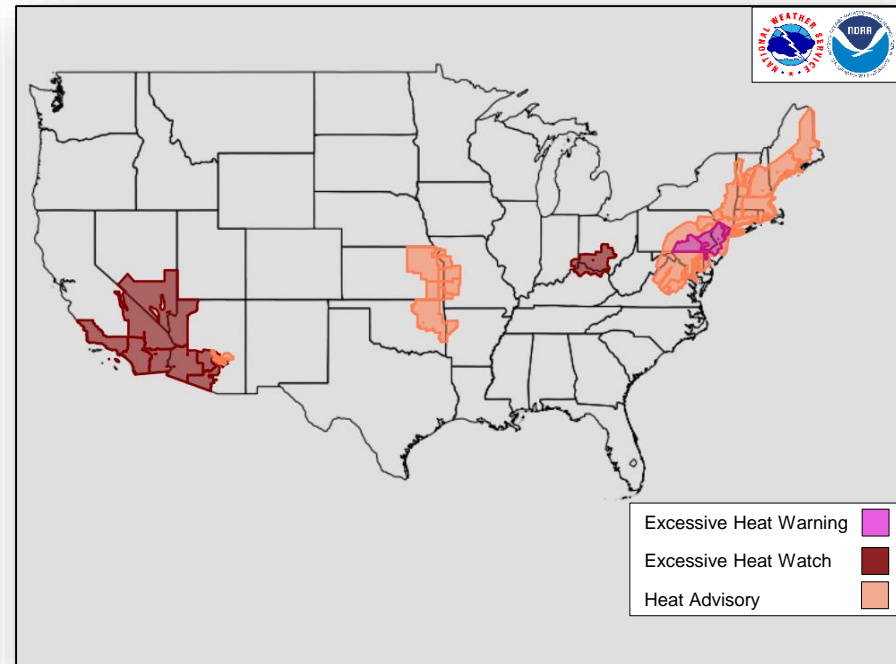 NATIONAL WEATHER SERVICE
NOAA
Excessive Heat Warning
Excessive Heat Watch
Heat Advisory